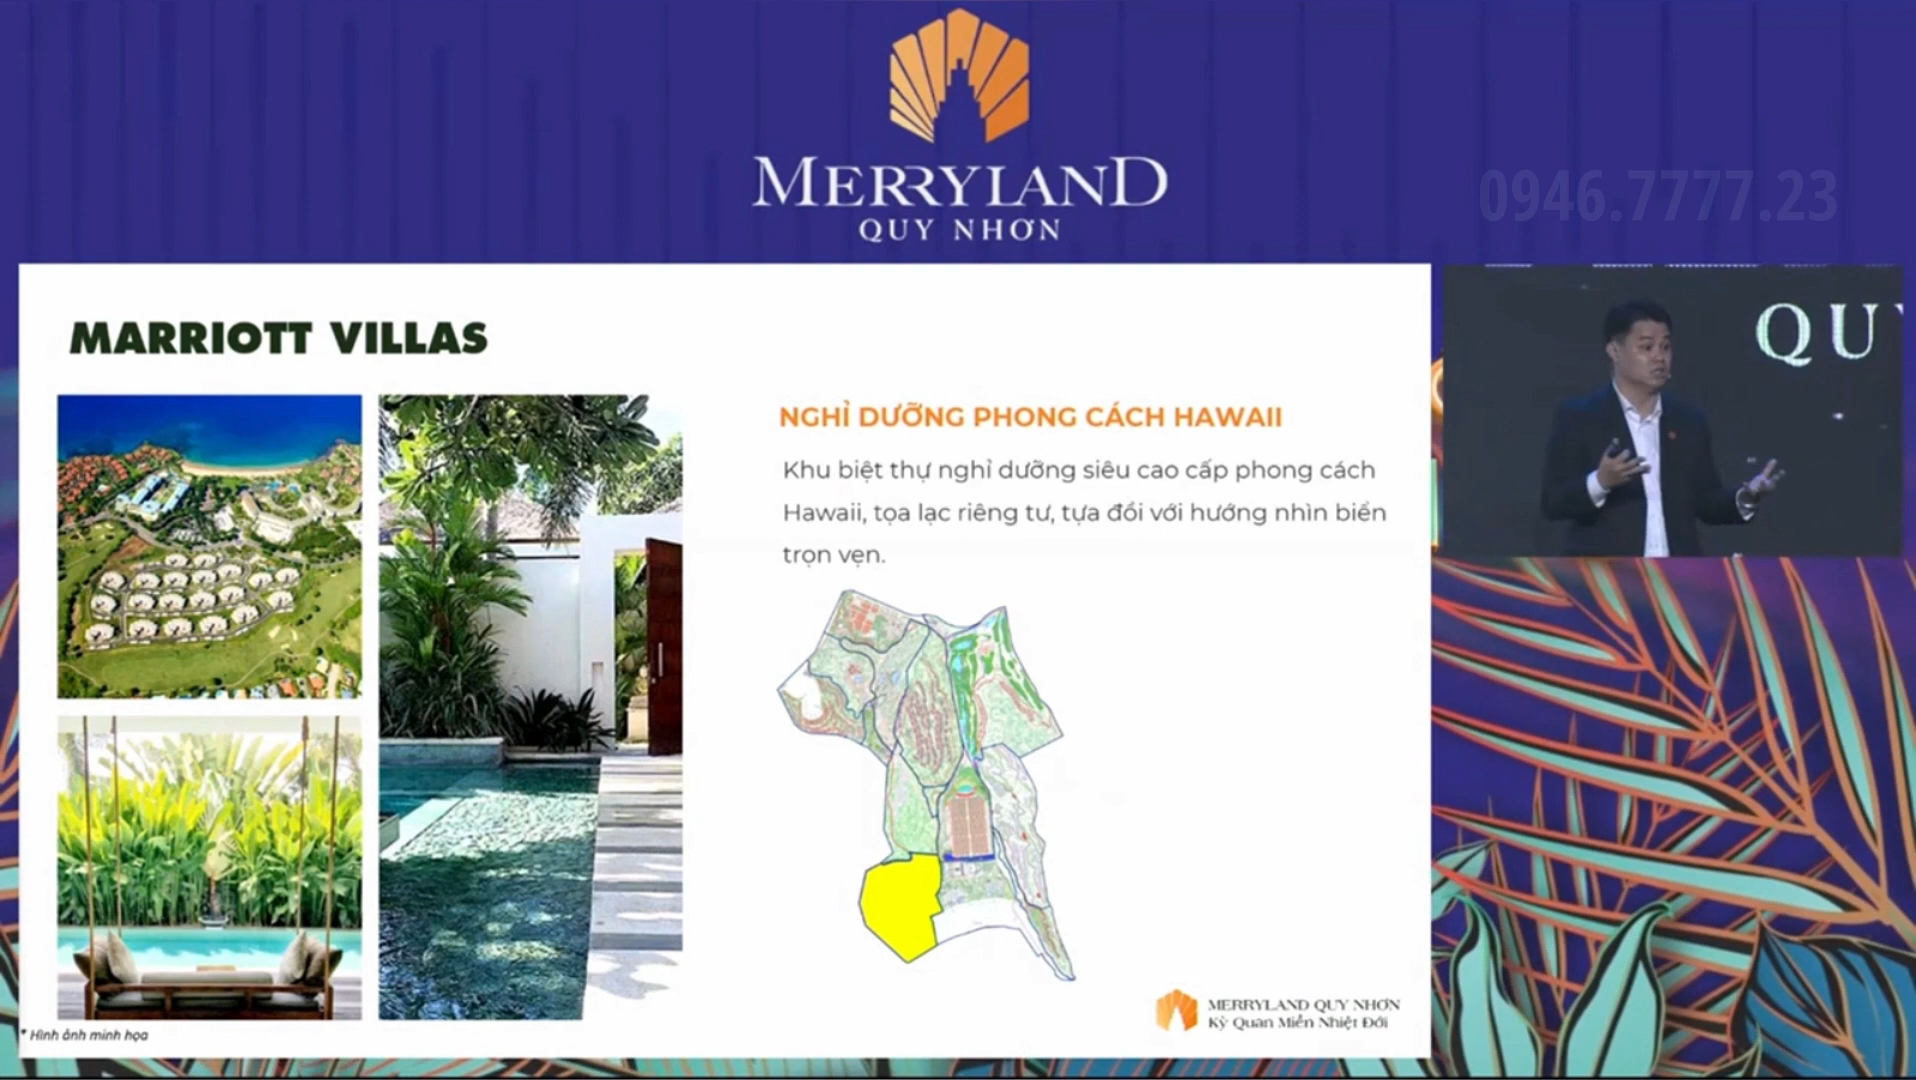 MERRYLAND
QUY NHƠN
0946.7777.23
MARRIOTT VILLAS
NGHỈ DƯỠNG PHONG CÁCH HAWAII
Khu biệt thự nghỉ dưỡng siêu cao cấp phong cách
Hawaii, tọa lạc riêng tư, tựa đồi với hướng nhìn biển
trọn vẹn.
QUY
MERRYLAND QUY NHƠN
Kỳ Quan Miền Nhiệt Đới
* Hình ảnh minh họa